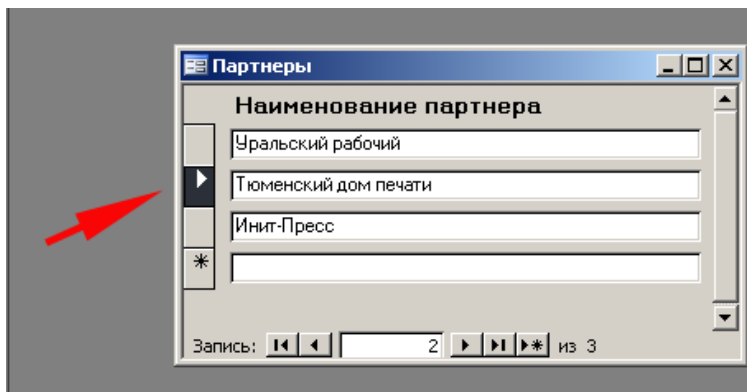 Партнеры
Наименование партнера
Уральский рабочий
Тюменский дом печати
Инит-Пресс
Запись: 2 из 3